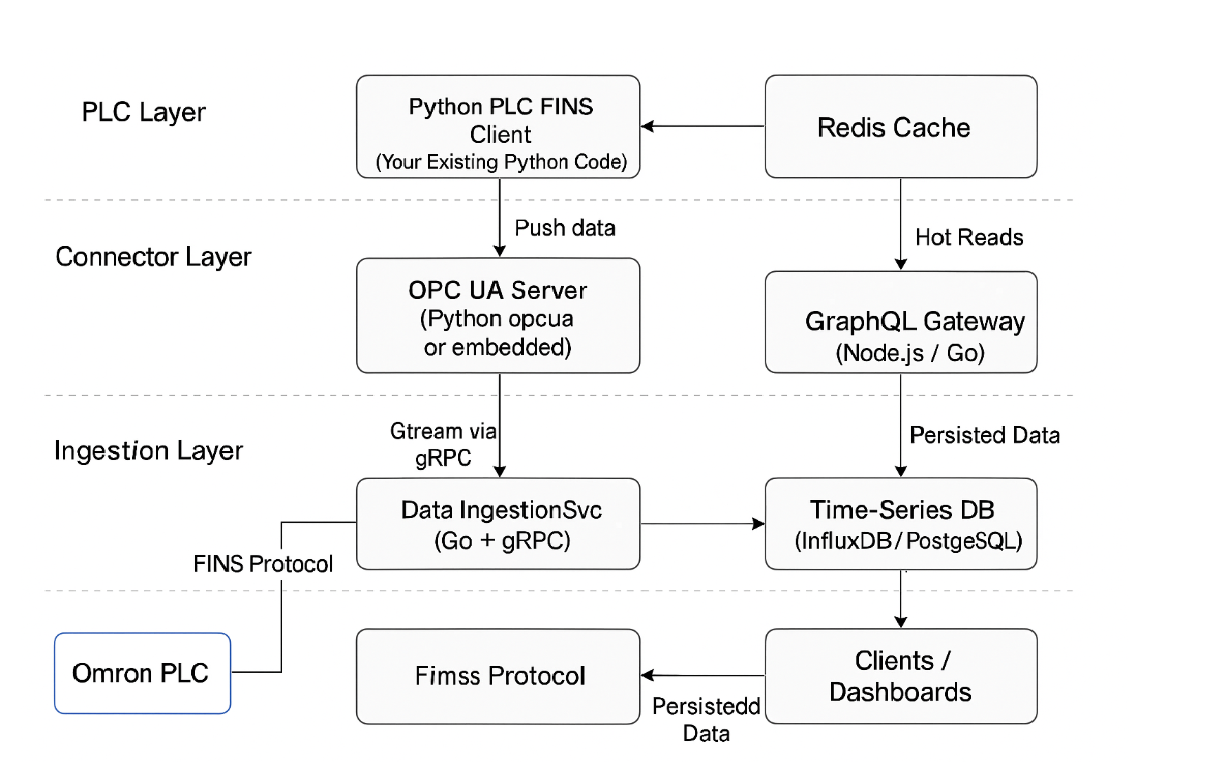 PLC Layer
Python PLC FINS
Client
(Your Existing Python Code)
Redis Cache
Push data
Hot Reads
Connector Layer
OPC UA Server
(Python opcua
or embedded)
GraphQL Gateway
(Node.js / Go)
Gtream via
gRPC
Persisted Data
Ingestion Layer
Data IngestionSvc
(Go + gRPC)
Time-Series DB
(InfluxDB/PostgeSQL)
FINS Protocol
Omron PLC
Fimss Protocol
Clients /
Dashboards
Persistedd
Data